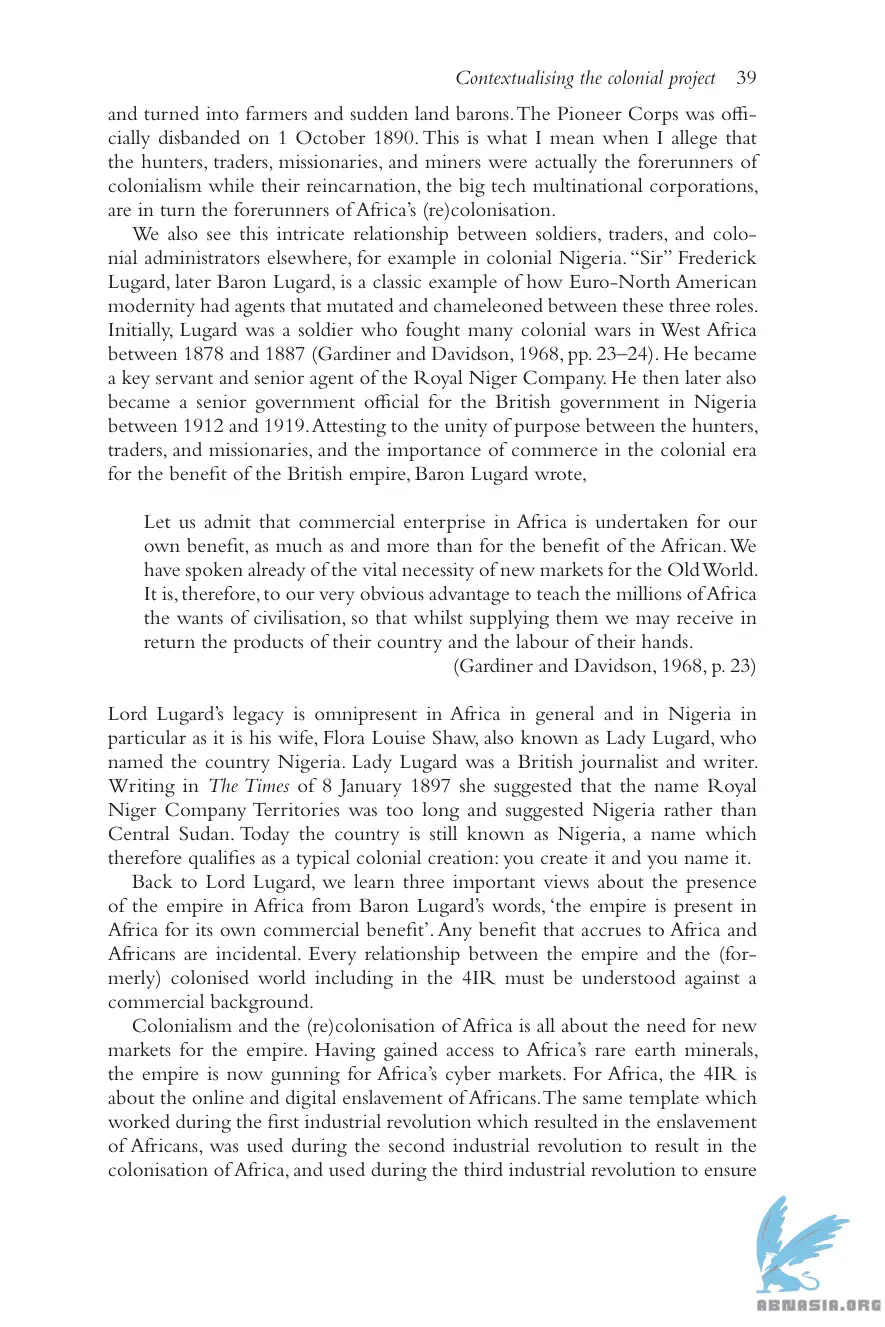 Contextualising the colonial project 39
and turned into farmers and sudden land barons. The Pioneer Corps was offi-
cially disbanded on 1 October 1890. This is what I mean when I allege that
the hunters, traders, missionaries, and miners were actually the forerunners of
colonialism while their reincarnation, the big tech multinational corporations,
are in turn the forerunners of Africa’s (re)colonisation.
We also see this intricate relationship between soldiers, traders, and colo-
nial administrators elsewhere, for example in colonial Nigeria. “Sir” Frederick
Lugard, later Baron Lugard, is a classic example of how Euro-North American
modernity had agents that mutated and chameleoned between these three roles.
Initially, Lugard was a soldier who fought many colonial wars in West Africa
between 1878 and 1887 (Gardiner and Davidson, 1968, pp. 23–24). He became
a key servant and senior agent of the Royal Niger Company. He then later also
became a senior government official for the British government in Nigeria
between 1912 and 1919. Attesting to the unity of purpose between the hunters,
traders, and missionaries, and the importance of commerce in the colonial era
for the benefit of the British empire, Baron Lugard wrote,
Let us admit that commercial enterprise in Africa is undertaken for our
own benefit, as much as and more than for the benefit of the African. We
have spoken already of the vital necessity of new markets for the Old World.
It is, therefore, to our very obvious advantage to teach the millions of Africa
the wants of civilisation, so that whilst supplying them we may receive in
return the products of their country and the labour of their hands.
(Gardiner and Davidson, 1968, p. 23)
Lord Lugard’s legacy is omnipresent in Africa in general and in Nigeria in
particular as it is his wife, Flora Louise Shaw, also known as Lady Lugard, who
named the country Nigeria. Lady Lugard was a British journalist and writer.
Writing in The Times of 8 January 1897 she suggested that the name Royal
Niger Company Territories was too long and suggested Nigeria rather than
Central Sudan. Today the country is still known as Nigeria, a name which
therefore qualifies as a typical colonial creation: you create it and you name it.
Back to Lord Lugard, we learn three important views about the presence
of the empire in Africa from Baron Lugard’s words, ‘the empire is present in
Africa for its own commercial benefit’. Any benefit that accrues to Africa and
Africans are incidental. Every relationship between the empire and the (for-
merly) colonised world including in the 4IR must be understood against a
commercial background.
Colonialism and the (re)colonisation of Africa is all about the need for new
markets for the empire. Having gained access to Africa’s rare earth minerals,
the empire is now gunning for Africa’s cyber markets. For Africa, the 4IR is
about the online and digital enslavement of Africans. The same template which
worked during the first industrial revolution which resulted in the enslavement
of Africans, was used during the second industrial revolution to result in the
colonisation of Africa, and used during the third industrial revolution to ensure
ABNASIA.ORG